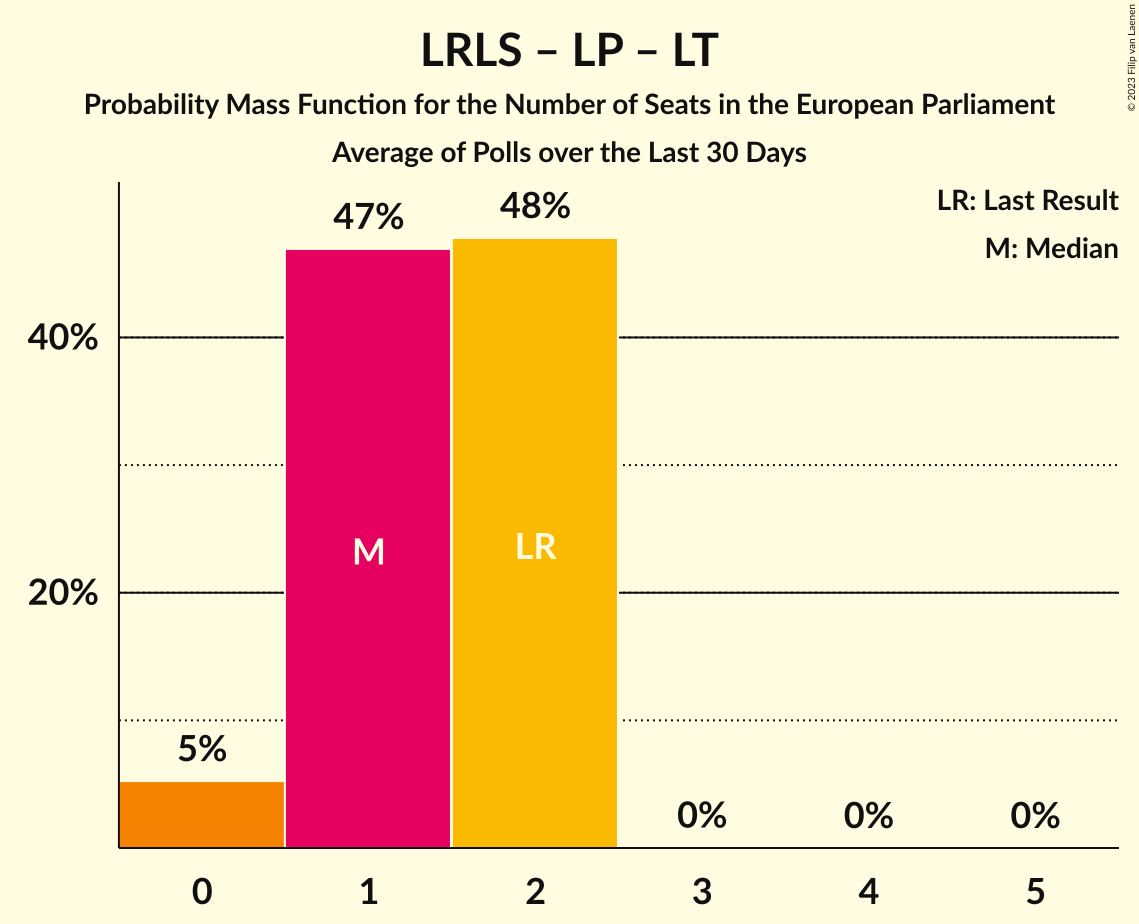 LRLS – LP – LT
Probability Mass Function for the Number of Seats in the European Parliament
Average of Polls over the Last 30 Days
© 2023 Filip van Laenen
LR: Last Result
M: Median
47%
48%
40%
M
LR
20%
5%
0%
0%
0%
0
1
2
3
4
5